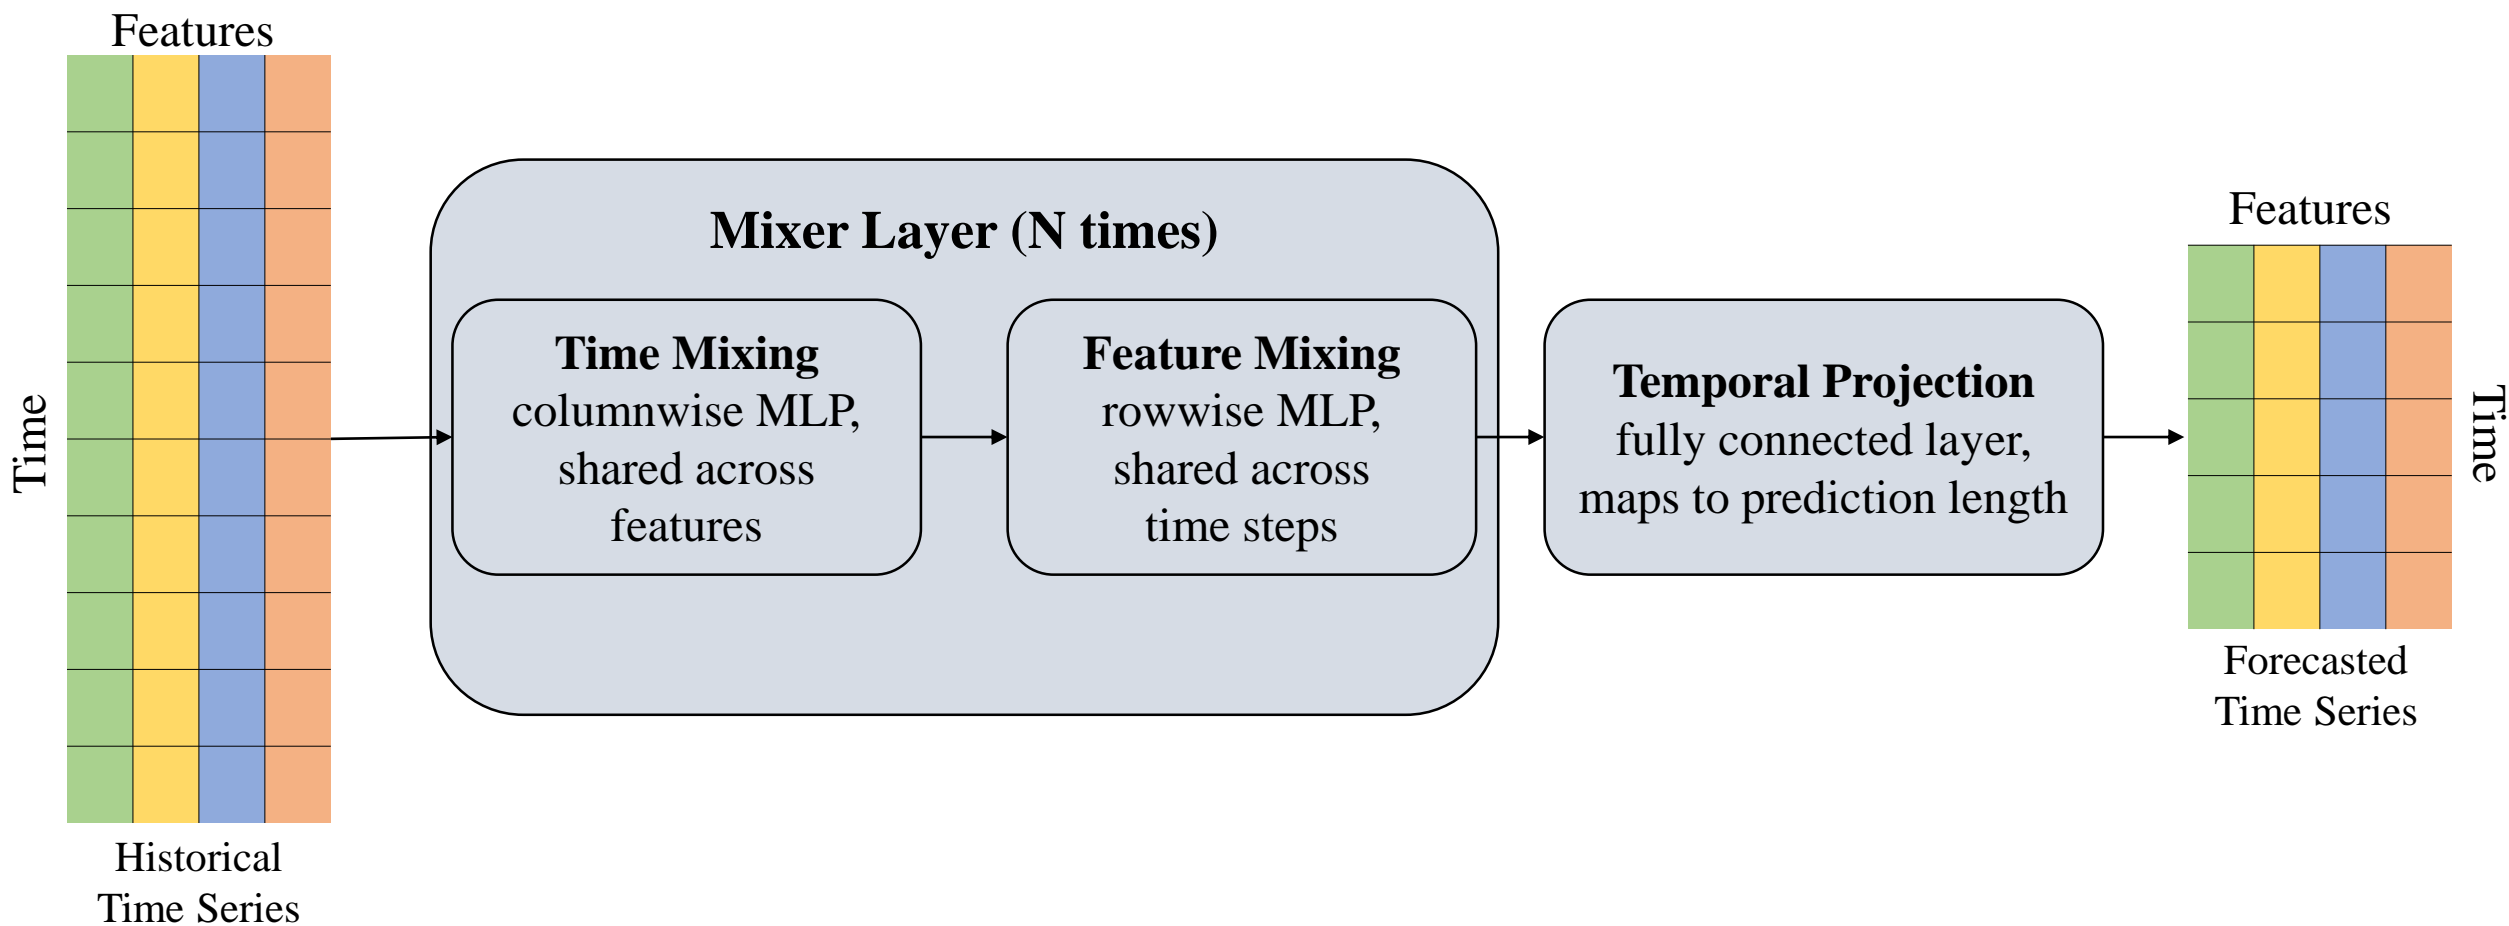 Features
Time
Historical
Time Series
Mixer Layer (N times)
Time Mixing
columnwise MLP,
shared across
features
Feature Mixing
rowwise MLP,
shared across
time steps
Temporal Projection
fully connected layer,
maps to prediction length
Features
Time
Forecasted
Time Series